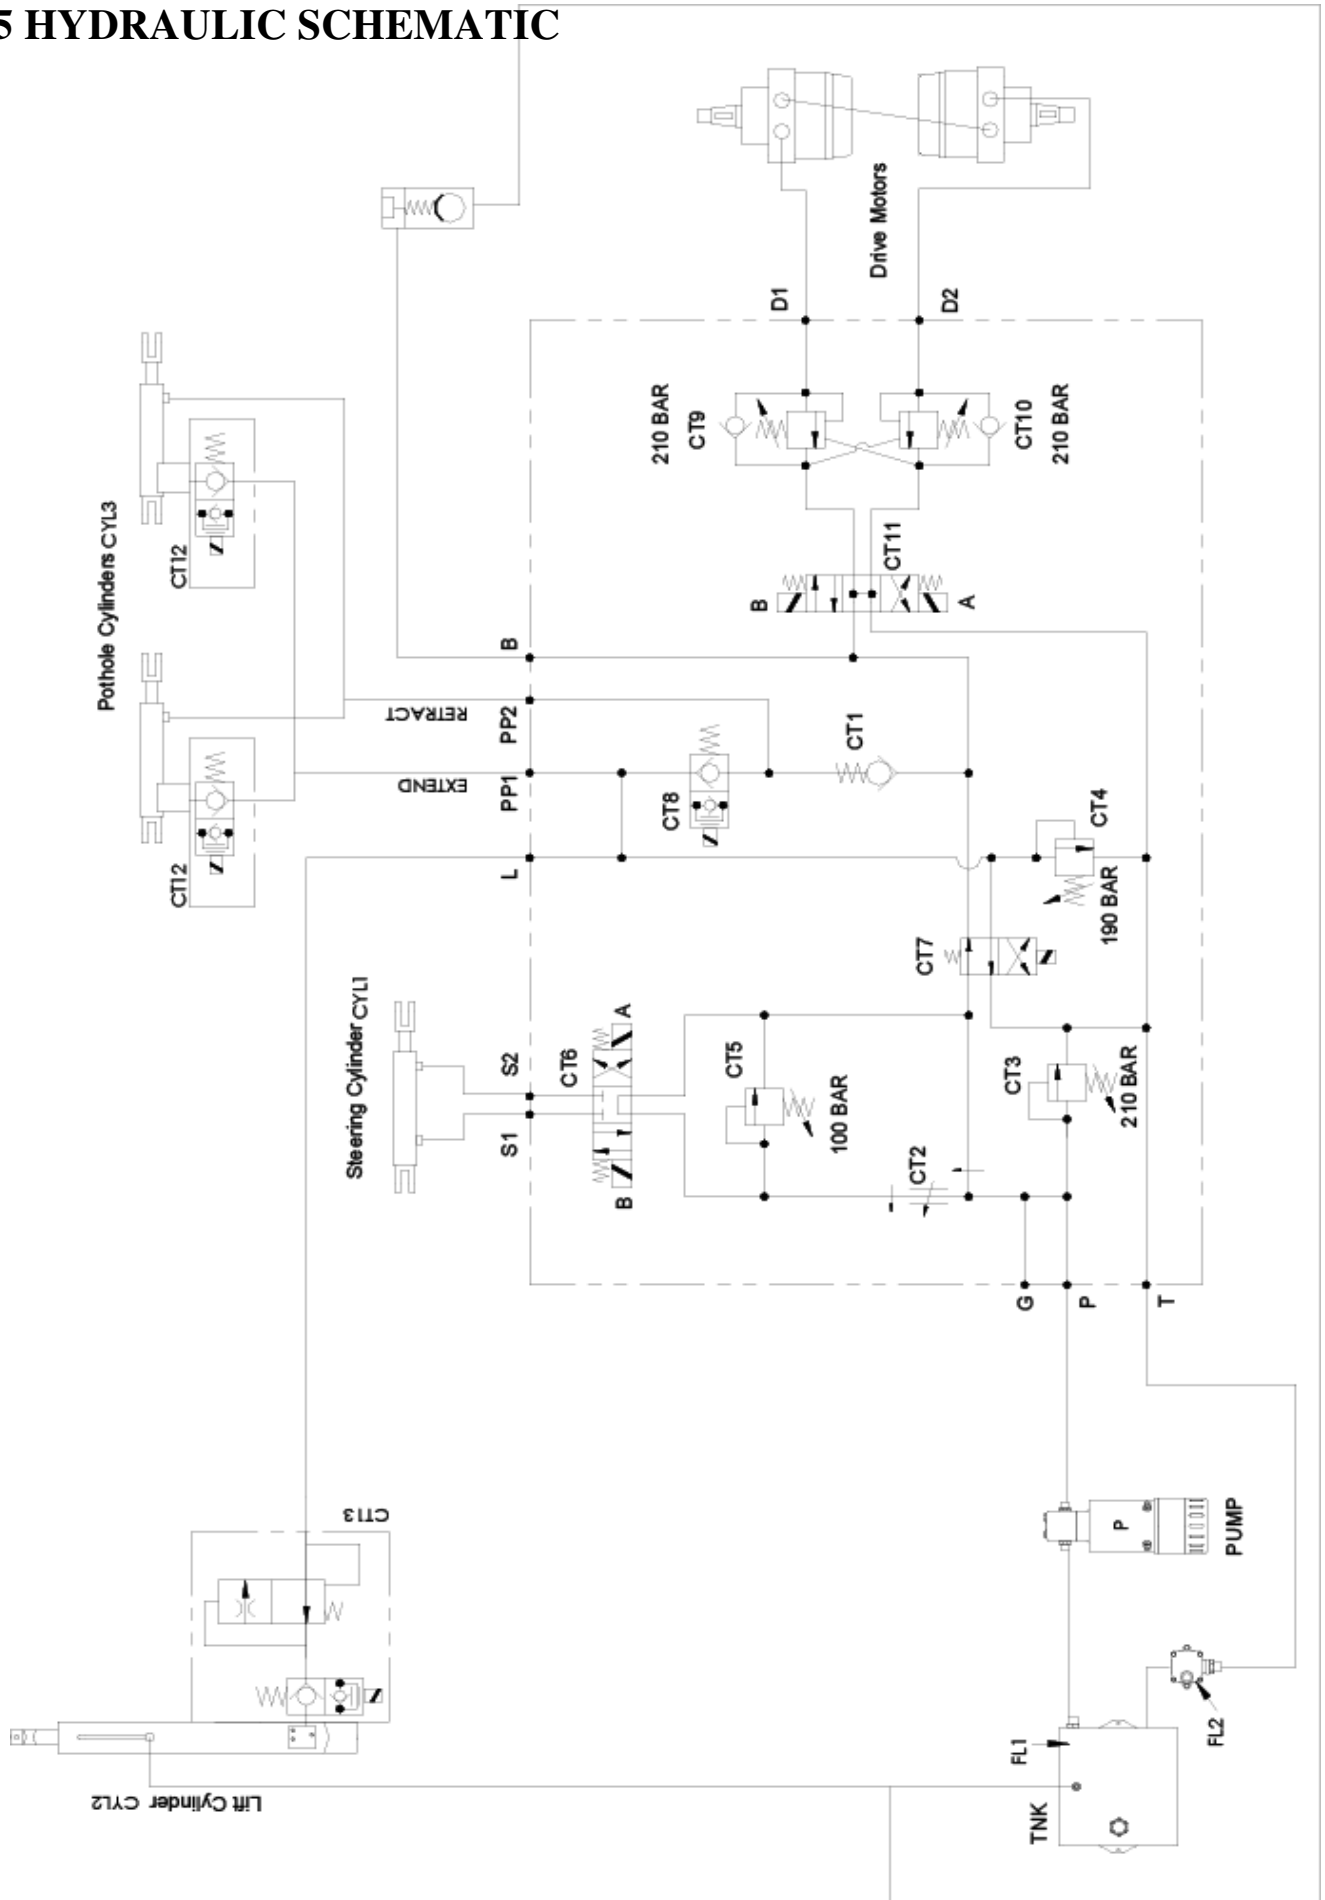 5 HYDRAULIC SCHEMATIC
Drive Motors
D1
D2
210 BAR
CT9
CT10
210 BAR
Pothole Cylinders CYL3
CT12
CT12
CT11
B
A
B
RETRACT
PP2
EXTEND
PP1
L
CT1
CT8
CT4
190 BAR
CT7
Steering Cylinder CYL1
S2
S1
CT6
A
B
CT5
100 BAR
CT3
210 BAR
CT2
G
P
T
CT13
P
PUMP
FL1
FL2
TNK
Lift Cylinder CYL2